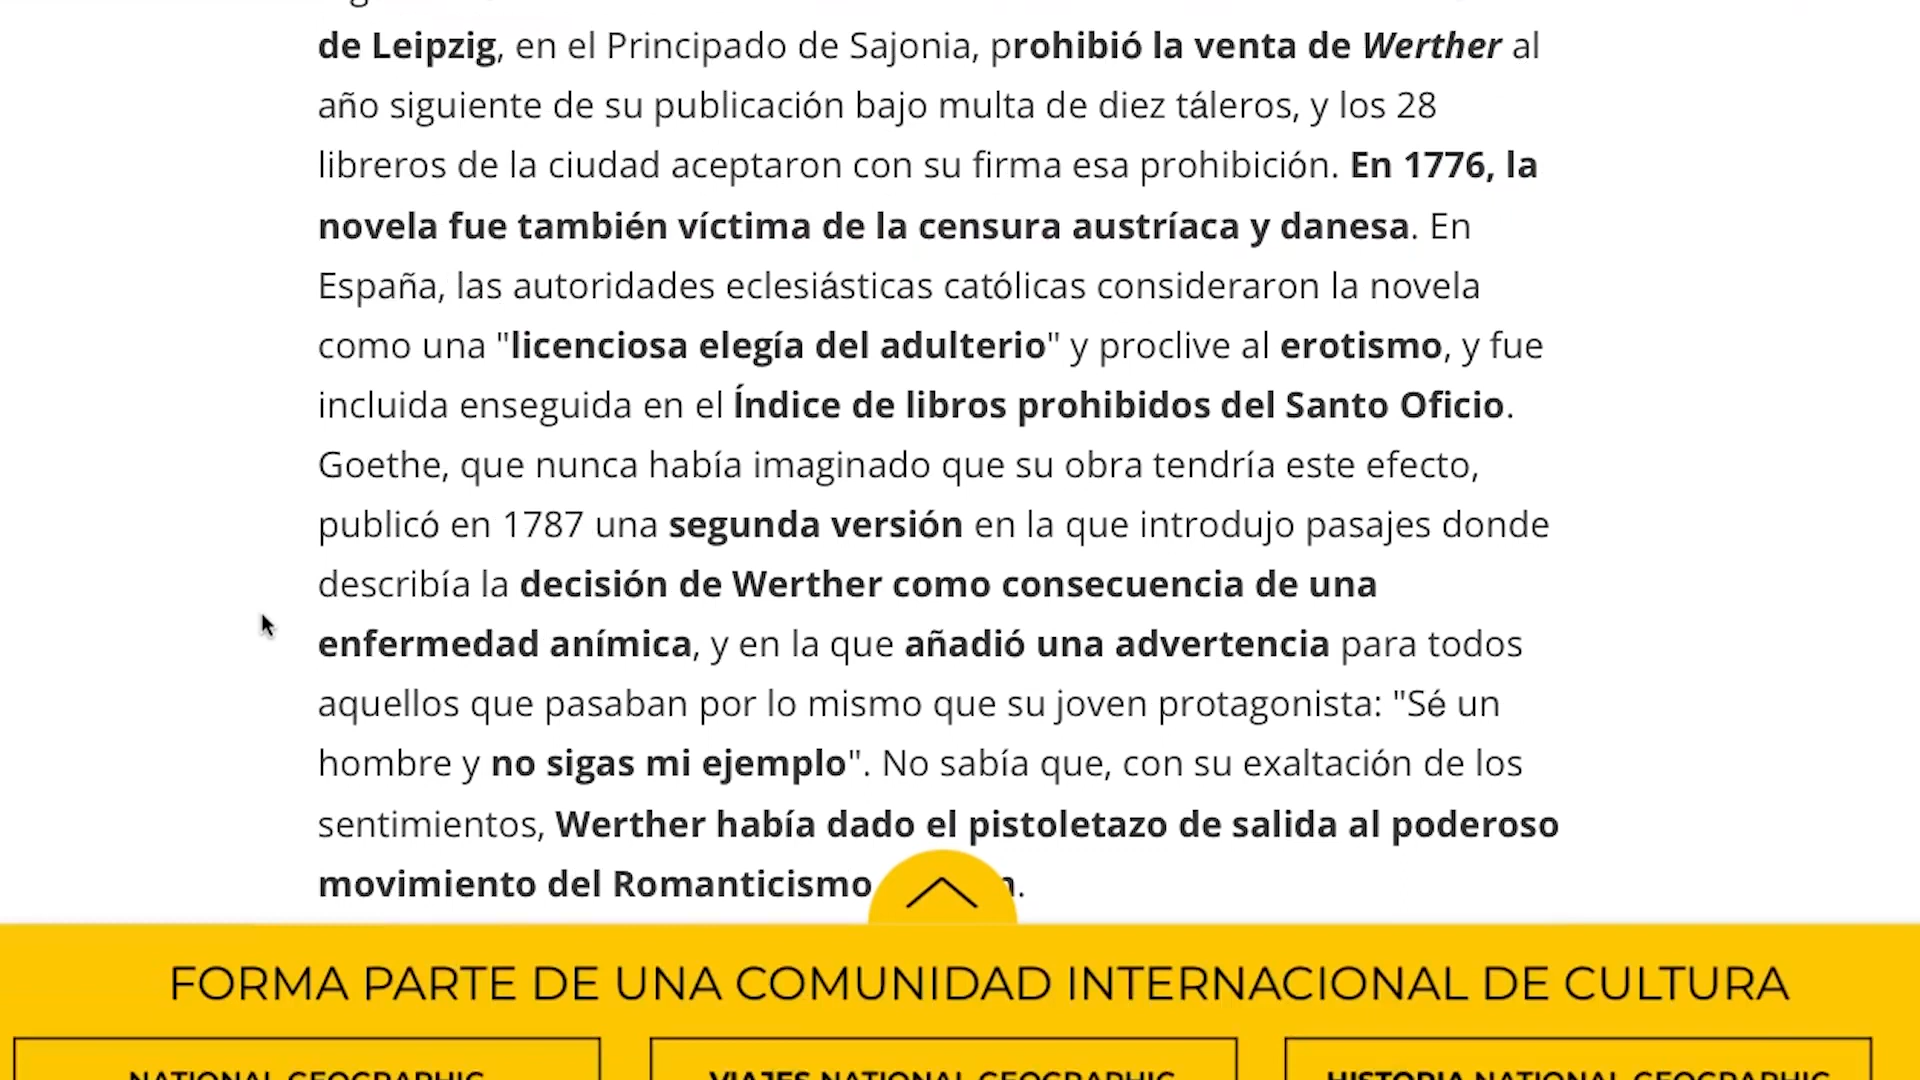 de Leipzig, en el Principado de Sajonia, prohibió la venta de Werther al
año siguiente de su publicación bajo multa de diez táleros, y los 28
libreros de la ciudad aceptaron con su firma esa prohibición. En 1776, la
novela fue también víctima de la censura austríaca y danesa. En
España, las autoridades eclesiásticas católicas consideraron la novela
como una "licenciosa elegía del adulterio" y proclive al erotismo, y fue
incluida enseguida en el Índice de libros prohibidos del Santo Oficio.
Goethe, que nunca había imaginado que su obra tendría este efecto,
publicó en 1787 una segunda versión en la que introdujo pasajes donde
describía la decisión de Werther como consecuencia de una
enfermedad anímica, y en la que añadió una advertencia para todos
aquellos que pasaban por lo mismo que su joven protagonista: "Sé un
hombre y no sigas mi ejemplo". No sabía que, con su exaltación de los
sentimientos, Werther había dado el pistoletazo de salida al poderoso
movimiento del Romanticismo
FORMA PARTE DE UNA COMUNIDAD INTERNACIONAL DE CULTURA
NATIONAL GEOGRAPHIC
VIAJES NATIONAL GEOGRAPHIC
HISTORIA NATIONAL GEOGRAPHIC